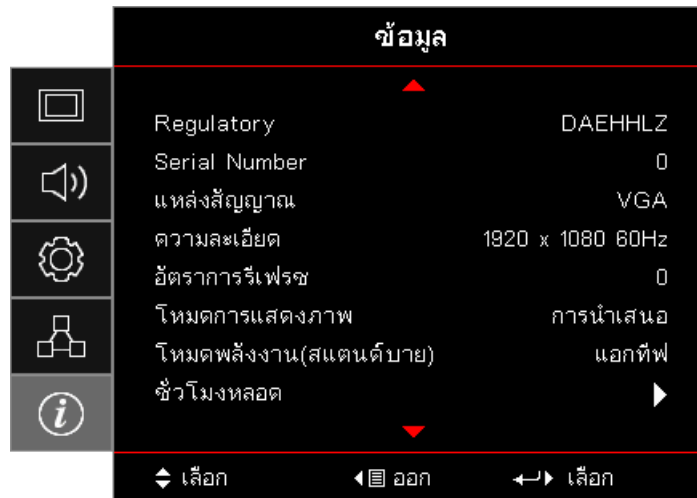 ข้อมูล
Regulatory DAEHHLZ
Serial Number 0
แหล่งสัญญาณ VGA
ความละเอียด 1920 x 1080 60Hz
อัตราการรีเฟรช 0
โหมดการแสดงภาพ การนำเสนอ
โหมดพลังงาน(สแตนด์บาย) แอกทีฟ
ชั่วโมงหลอด
เลือก ออก เลือก